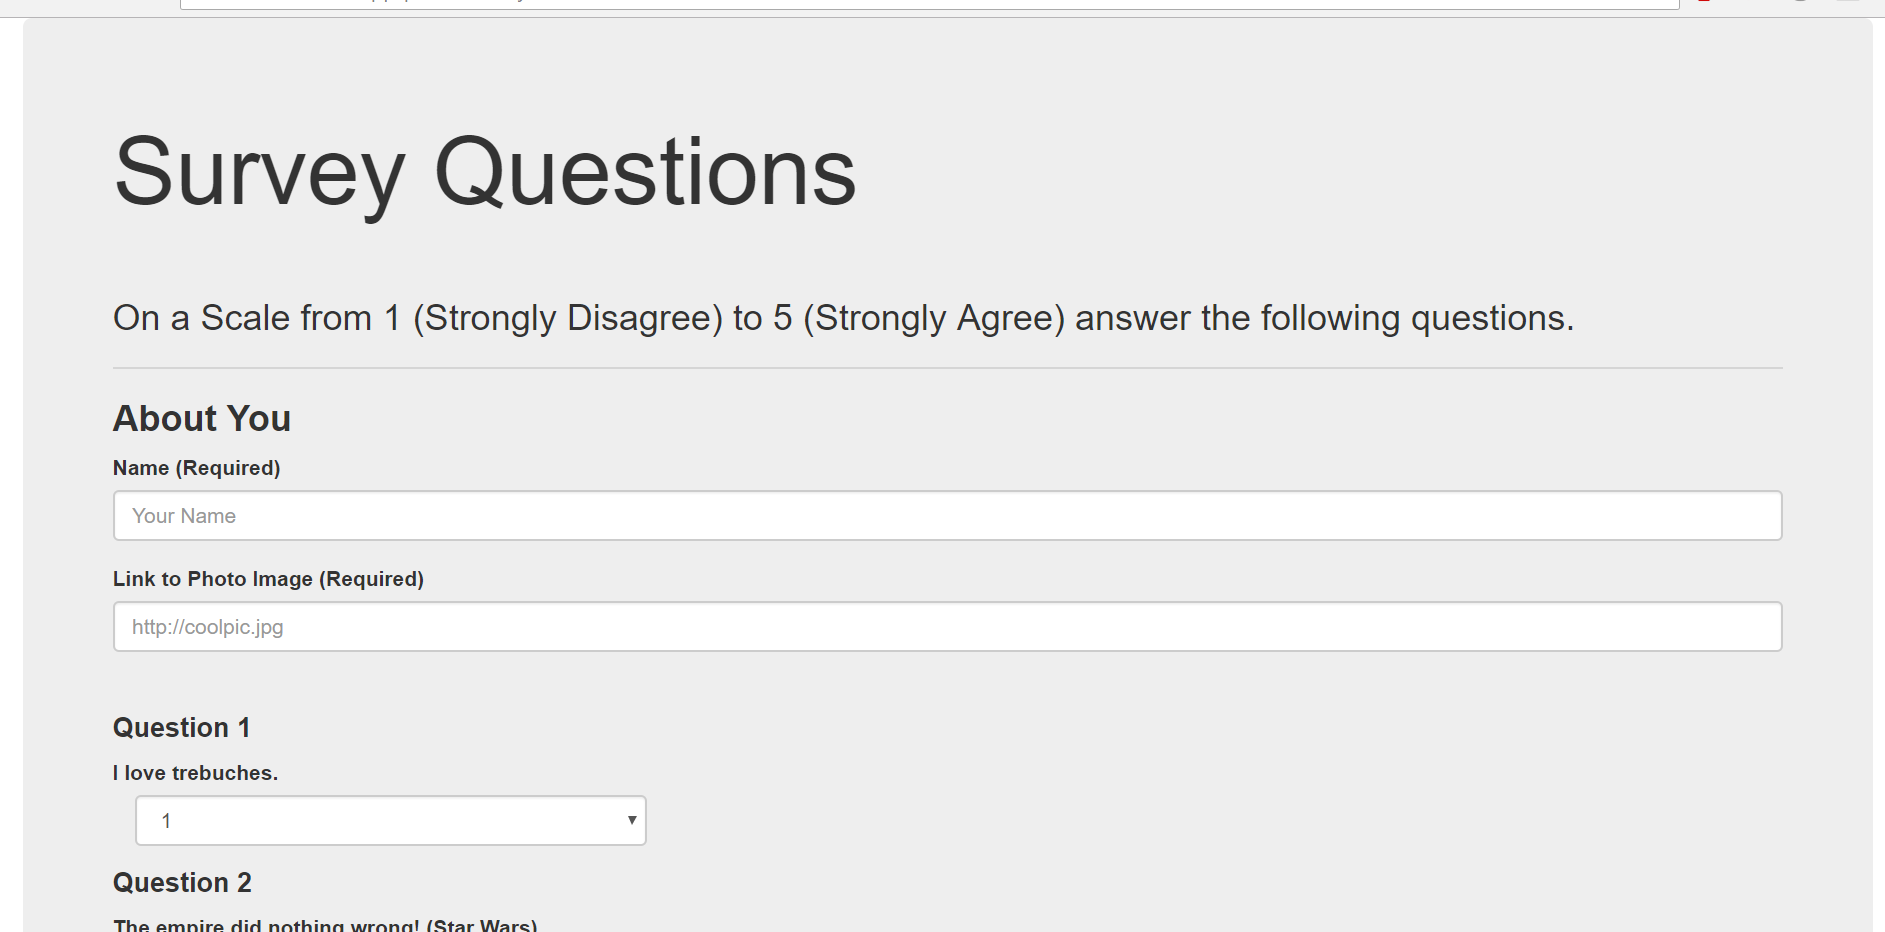 Survey Questions
On a Scale from 1 (Strongly Disagree) to 5 (Strongly Agree) answer the following questions.
About You
Name (Required)
Your Name
Link to Photo Image (Required)
http://coolpic.jpg
Question 1
I love trebuches.
1
Question 2
The empire did nothing wrong! (Star Wars)